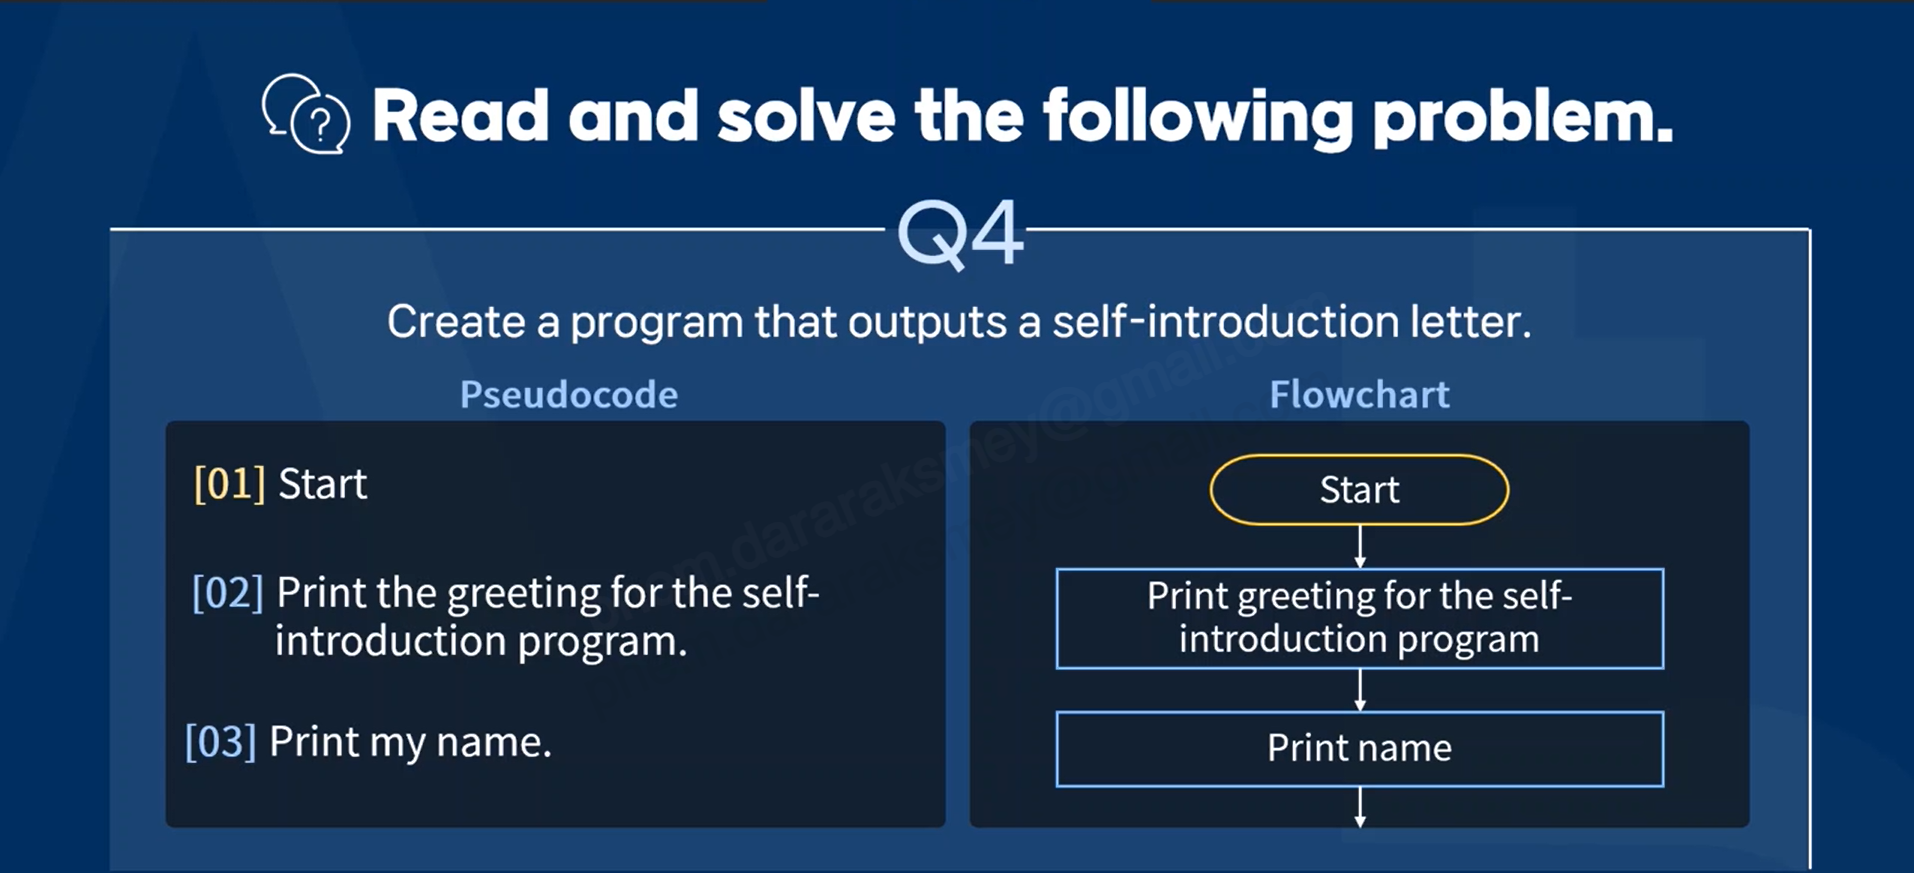 Read and solve the following problem.
Q4
Create a program that outputs a self-introduction letter.
Pseudocode
[01] Start
[02] Print the greeting for the self-
introduction program.
[03] Print my name.
Flowchart
Start
Print greeting for the self-
introduction program
Print name